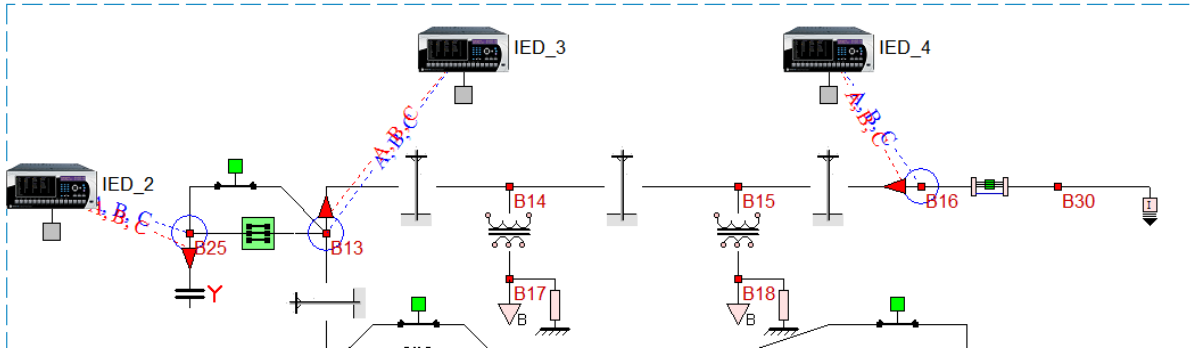 IED_3
IED_4
A, B, C
A, B, C
A, B, C
A, B, C
IED_2
A, B, C
A, B, C
B14
B15
B16
B30
I
B25
B13
Y
B17
B18
B
B